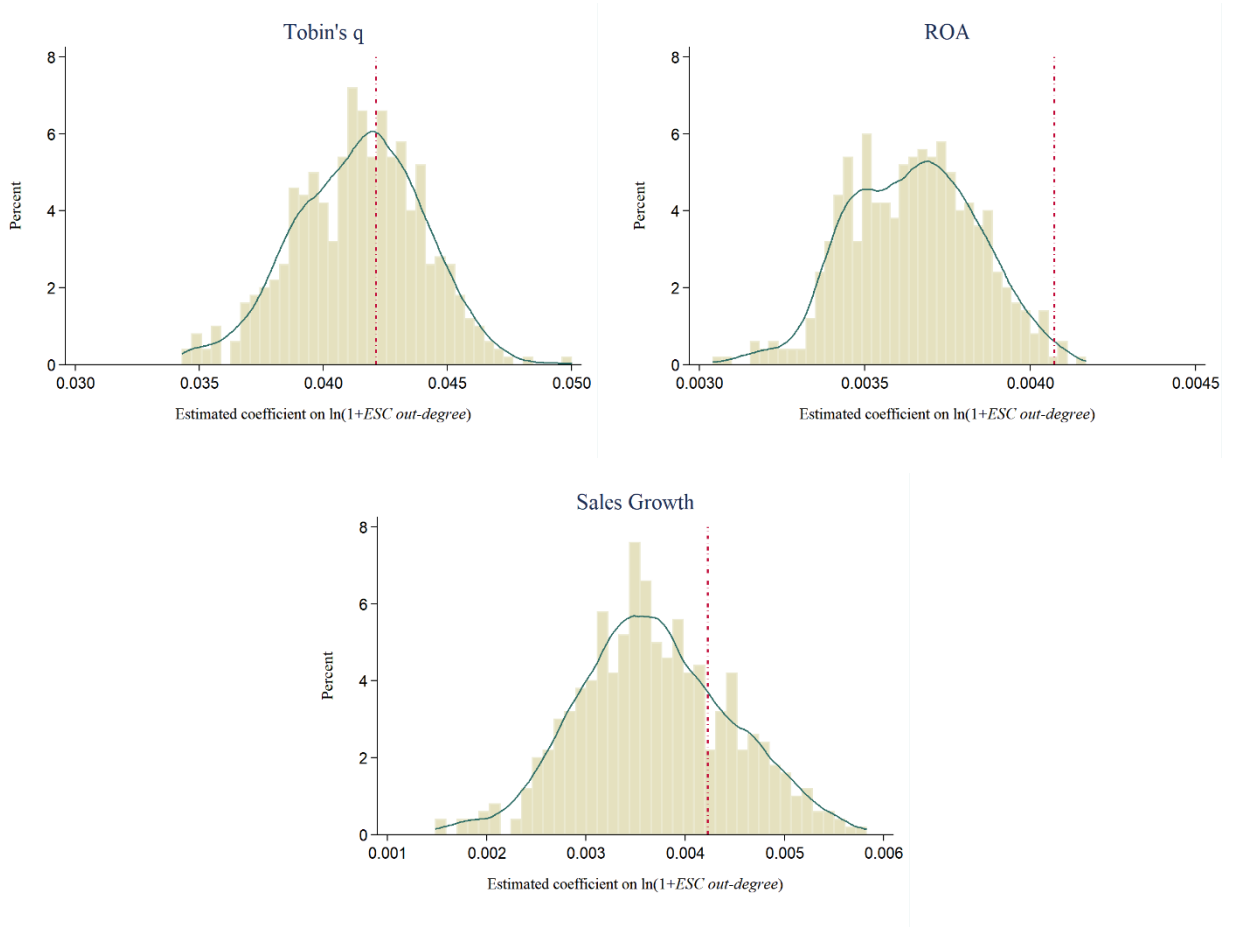 Tobin's q
8
6
4
2
0
Percent
0.030 0.035 0.040 0.045 0.050
Estimated coefficient on ln(1+ESC out-degree)
ROA
8
6
4
2
0
Percent
0.0030 0.0035 0.0040 0.0045
Estimated coefficient on ln(1+ESC out-degree)
Sales Growth
8
6
4
2
0
Percent
0.001 0.002 0.003 0.004 0.005 0.006
Estimated coefficient on ln(1+ESC out-degree)